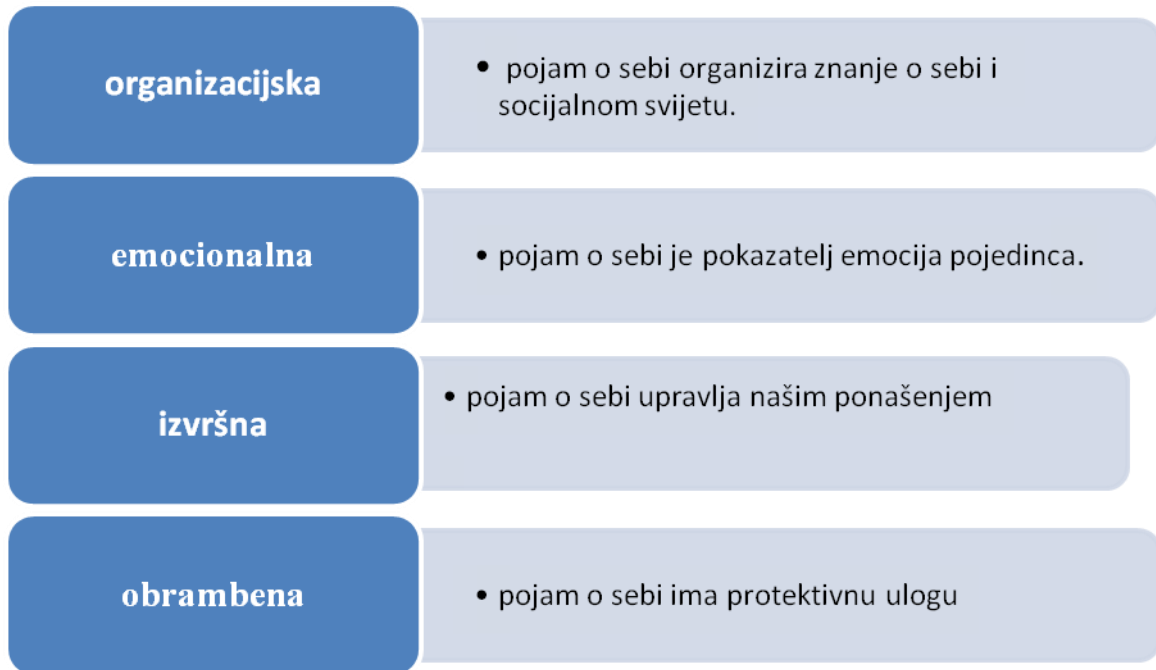 organizacijska
• pojam o sebi organizira znanje o sebi i
socijalnom svijetu.
emocionalna
• pojam o sebi je pokazatelj emocija pojedinca.
izvršna
• pojam o sebi upravlja našim ponašenjem
obrambena
• pojam o sebi ima protektivnu ulogu